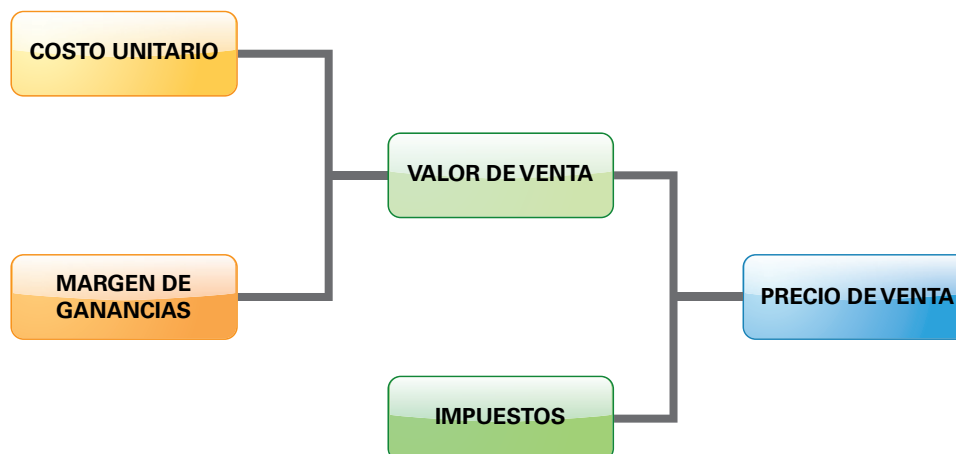 COSTO UNITARIO
MARGEN DE
GANANCIAS
VALOR DE VENTA
IMPUESTOS
PRECIO DE VENTA